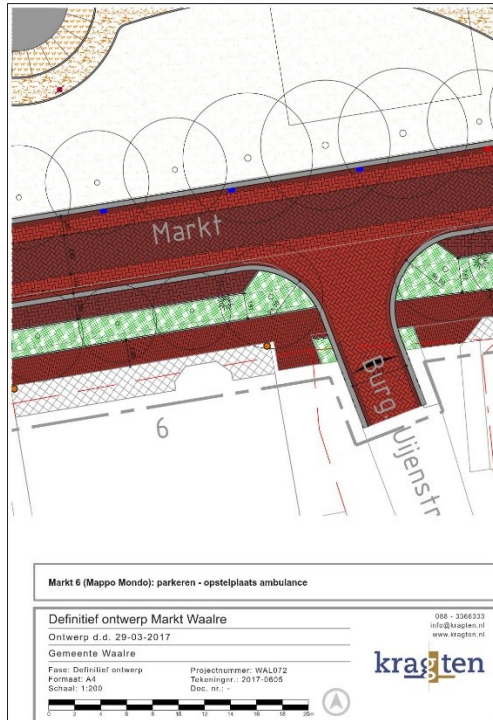 Markt
6
Burg. Uijenstr
Markt 6 (Mappo Mondo): parkeren - opstelplaats ambulance
Definitief ontwerp Markt Waalre
Ontwerp d.d. 29-03-2017
Gemeente Waalre
Fase: Definitief ontwerp
Formaat: A4
Schaal: 1:200
Projectnummer: WAL072
Tekeningnr.: 2017-0605
Doc. nr.: -
0 2 4 6 8 10 12 14 16 18 20m
088 - 3366333
info@kragten.nl
www.kragten.nl
kragten